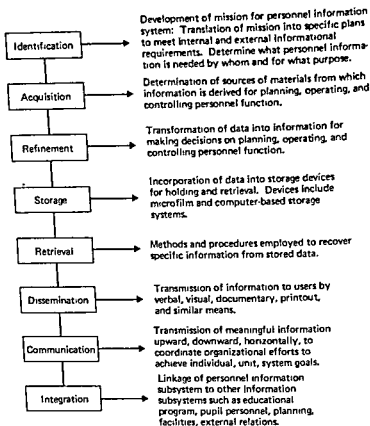 Identification
Development of mission for personnel information
system: Translation of mission into specific plans
to meet internal and external informational
requirements. Determine what personnel informa-
tion is needed by whom and for what purpose.
Acquisition
Determination of sources of materials from which
information is derived for planning, operating, and
controlling personnel function.
Refinement
Transformation of data into information for
making decisions on planning, operating, and
controlling personnel function.
Storage
Incorporation of data into storage devices
for holding and retrieval. Devices include
microfilm and computer-based storage
systems.
Retrieval
Methods and procedures employed to recover
specific information from stored data.
Dissemination
Transmission of information to users by
verbal, visual, documentary, printout,
and similar means.
Communication
Transmission of meaningful information
upward, downward, horizontally, to
coordinate organizational efforts to
achieve individual, unit, system goals.
Integration
Linkage of personnel information
subsystem to other information
subsystems such as educational
program, pupil personnel, planning,
facilities, external relations.